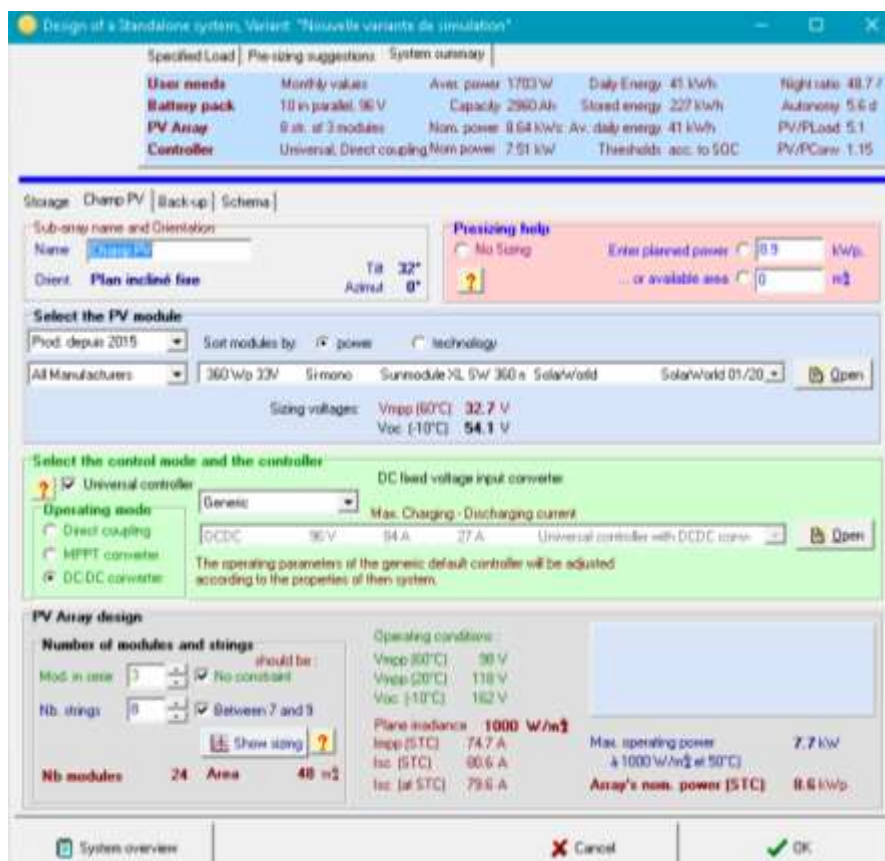 Design of a Standalone system, Variant "Nouvelle variante de simulation"
Specified Load | Pre-sizing suggestions | System summary
User needs Monthly values Aver. power 1703 W Daily Energy 41 kWh Night ratio 48.7 /
Battery pack 10 in parallel, 96 V Capacity 2960 Ah Stored energy 227 kWh Autonomy 5.6 d
PV Array 8 str. of 3 modules Nom. power 8.64 kWc Av. daily energy 41 kWh PV/PLoad 5.1
Controller Universal, Direct coupling Nom power 7.51 kW Thresholds acc. to SOC PV/PConv 1.15
Storage | Champ PV | Back-up | Schema
Sub-array name and Orientation
Name Champ PV
Orient. Plan incliné fixe
Tilt 32°
Azimut 0°
Presizing help
No Sizing Enter planned power 8.9 kWp,
? ... or available area 0 m2
Select the PV module
Prod. depuis 2015 Sort modules by: power technology
All Manufacturers 360 Wp 33V Si-mono Sunmodule XL SW 360 m SolarWorld SolarWorld 01/20 Open
Sizing voltages: Vmpp (60°C) 32.7 V
Voc (-10°C) 54.1 V
Select the control mode and the controller
? Universal controller
Generic
DC fixed voltage input converter
Operating mode
Max. Charging - Discharging current
Direct coupling
MPPT converter
DC-DC converter
DCDC 96 V 84 A 27 A Universal controller with DCDC conv Open
The operating parameters of the generic default controller will be adjusted
according to the properties of them system.
PV Array design
Number of modules and strings
should be:
Mod. in serie 3 No constraint
Nb. strings 8 Between 7 and 9
Show sizing ?
Nb modules 24 Area 48 m2
Operating conditions:
Vmpp (60°C) 98 V
Vmpp (20°C) 118 V
Voc (-10°C) 162 V
Plane irradiance 1000 W/m2
Impp (STC) 74.7 A
Isc (STC) 80.6 A
Isc (at STC) 79.6 A
Max. operating power 7.7 kW
à 1000 W/m2 et 50°C)
Array's nom. power (STC) 8.6 kWp
System overview Cancel OK